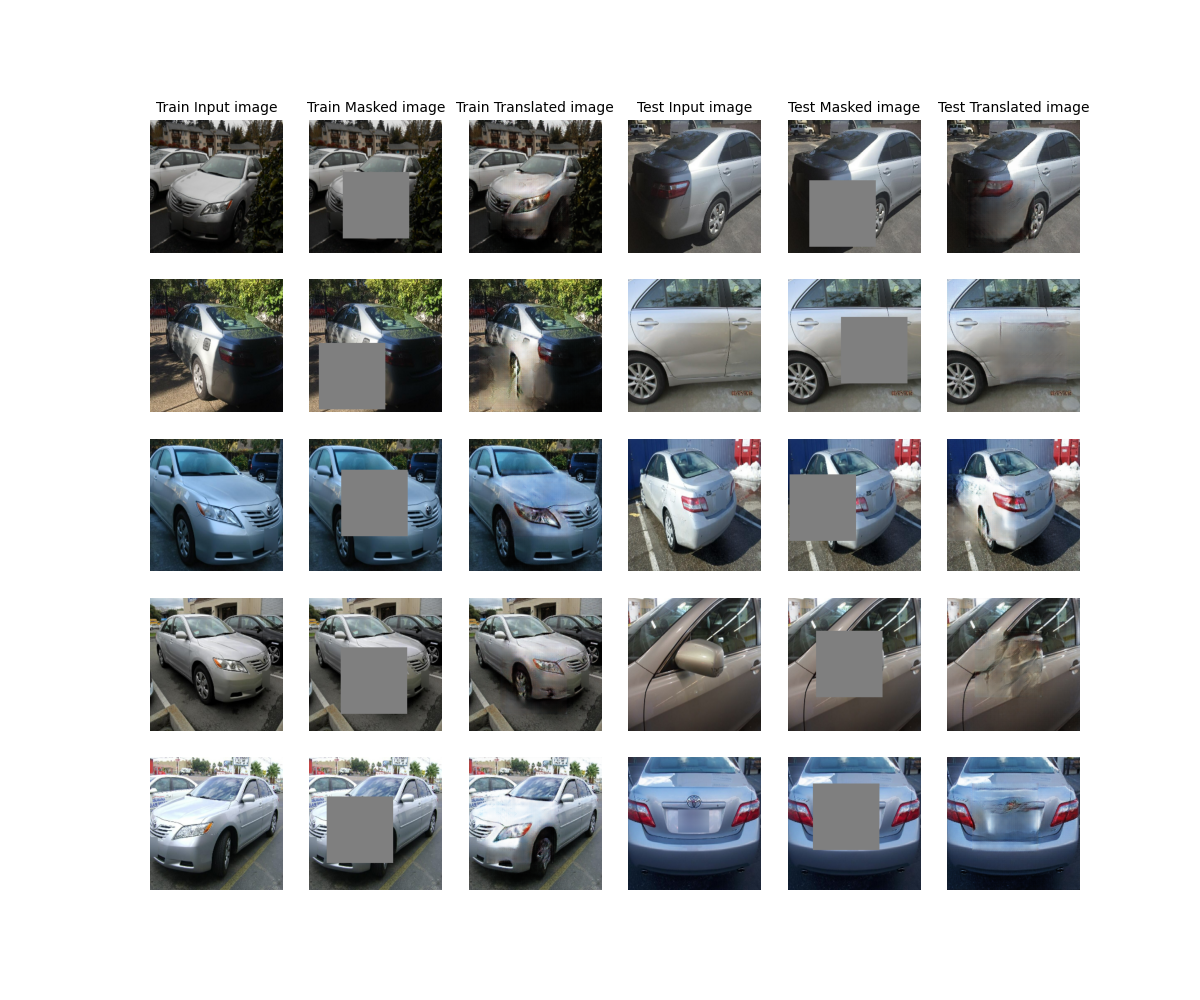 Train Input image
Train Masked image
Train Translated image
Test Input image
Test Masked image
Test Translated image